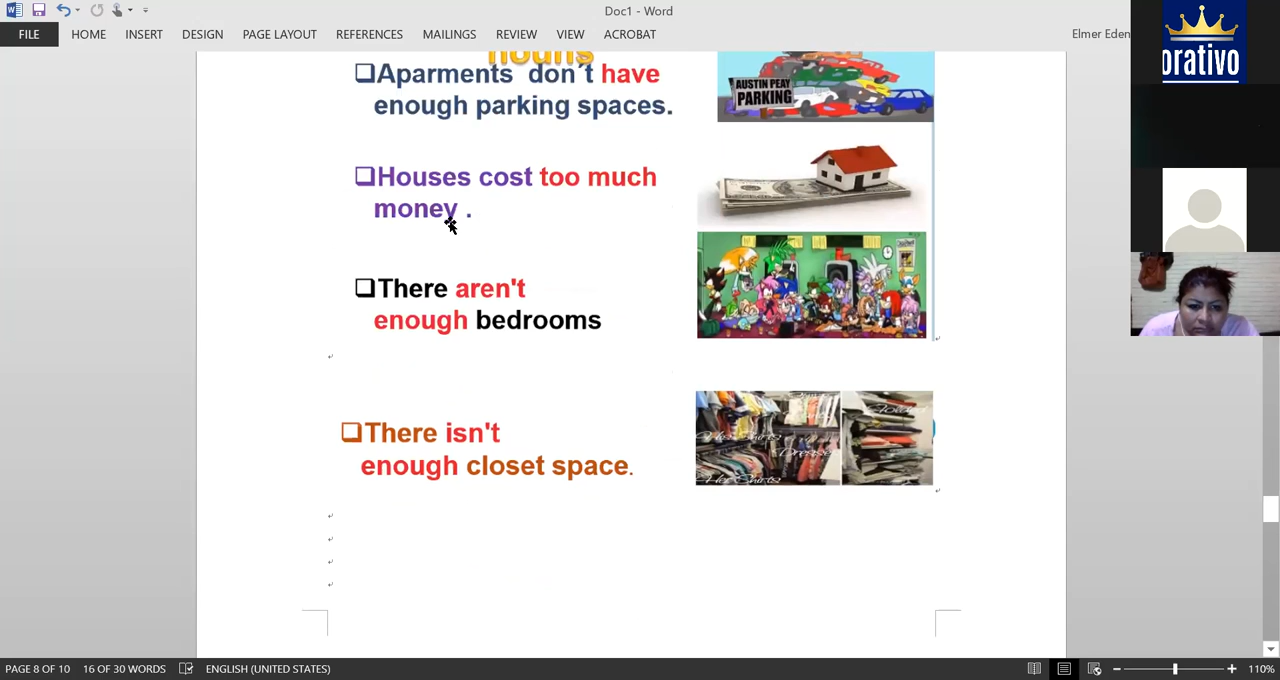 Doc1 - Word
FILE HOME INSERT DESIGN PAGE LAYOUT REFERENCES MAILINGS REVIEW VIEW ACROBAT
Elmer Eden
orativo
nouns
Aparments don´t have
enough parking spaces.
AUSTIN PEAY
PARKING
Houses cost too much
money .
There aren't
enough bedrooms
There isn't
enough closet space.
PAGE 8 OF 10 16 OF 30 WORDS ENGLISH (UNITED STATES) 110%